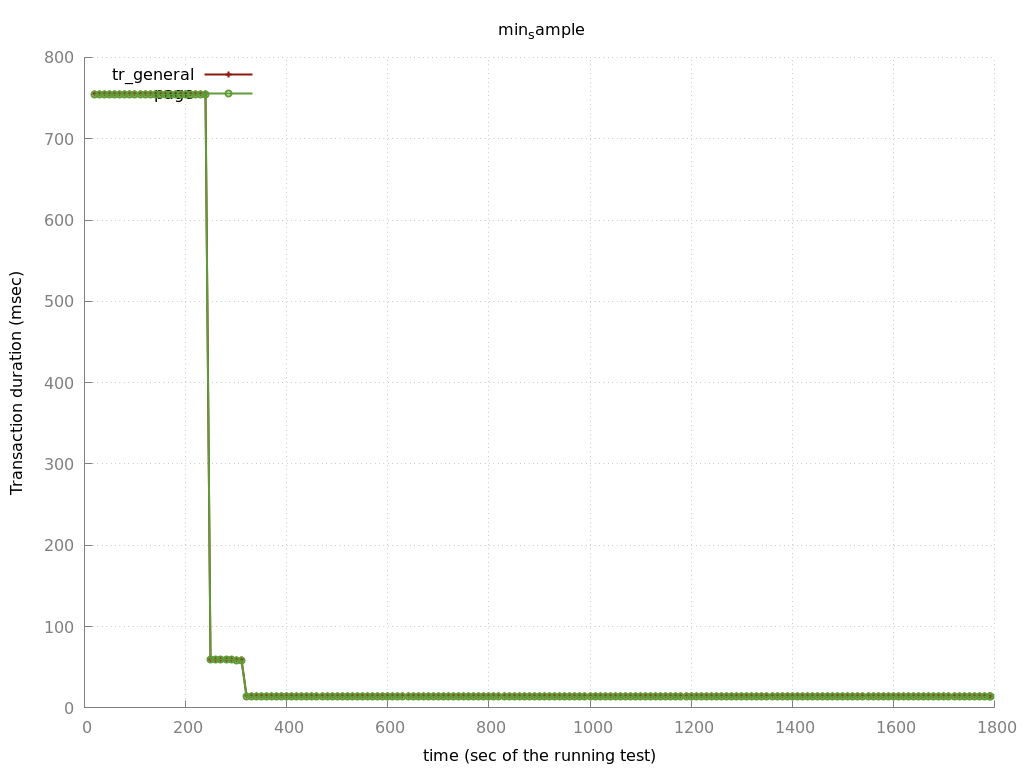 min_sample
800
tr_general
page
700
600
500
400
300
200
100
0
Transaction duration (msec)
0 200 400 600 800 1000 1200 1400 1600 1800
time (sec of the running test)